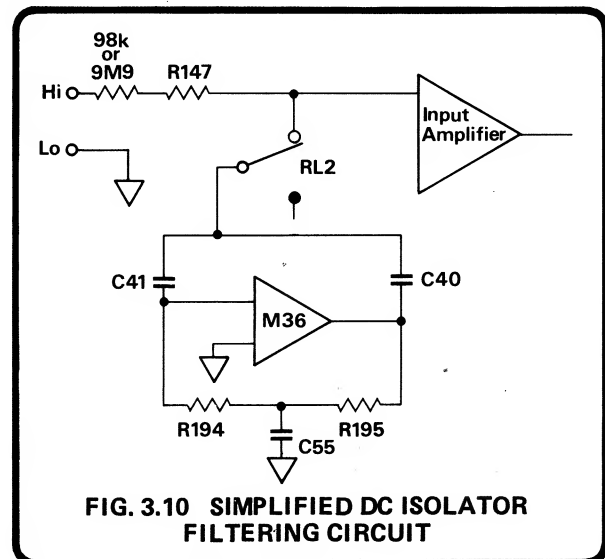 98k
or
9M9
R147
Hi
Input
Amplifier
Lo
RL2
C41
C40
M36
R194
R195
C55
FIG. 3.10 SIMPLIFIED DC ISOLATOR
FILTERING CIRCUIT